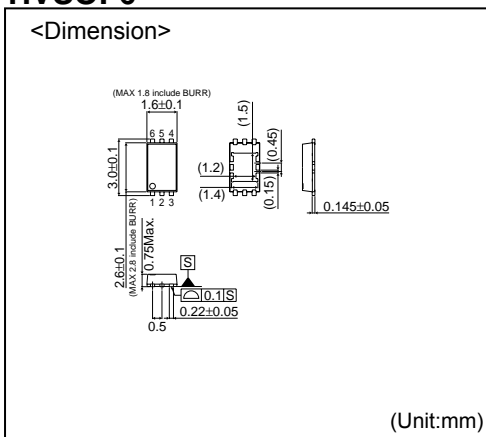 <Dimension>
(MAX 1.8 include BURR)
1.6±0.1
6 5 4
3.0±0.1
2.6±0.1
(MAX 2.8 include BURR)
1 2 3
(1.5)
(0.45)
(1.2)
(1.4)
(0.15)
0.145±0.05
0.75Max.
S
0.1 S
0.22±0.05
0.5
(Unit:mm)